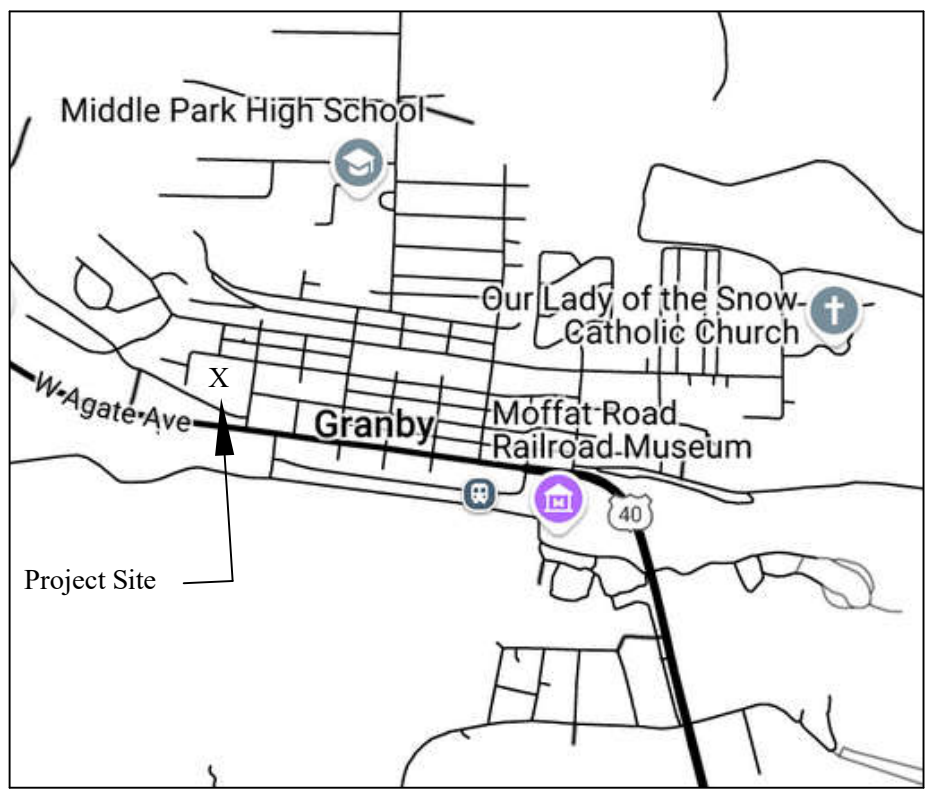 Middle Park High School
Our Lady of the Snow
Catholic Church
X
W Agate Ave
Granby
Moffat Road
Railroad Museum
M
40
Project Site